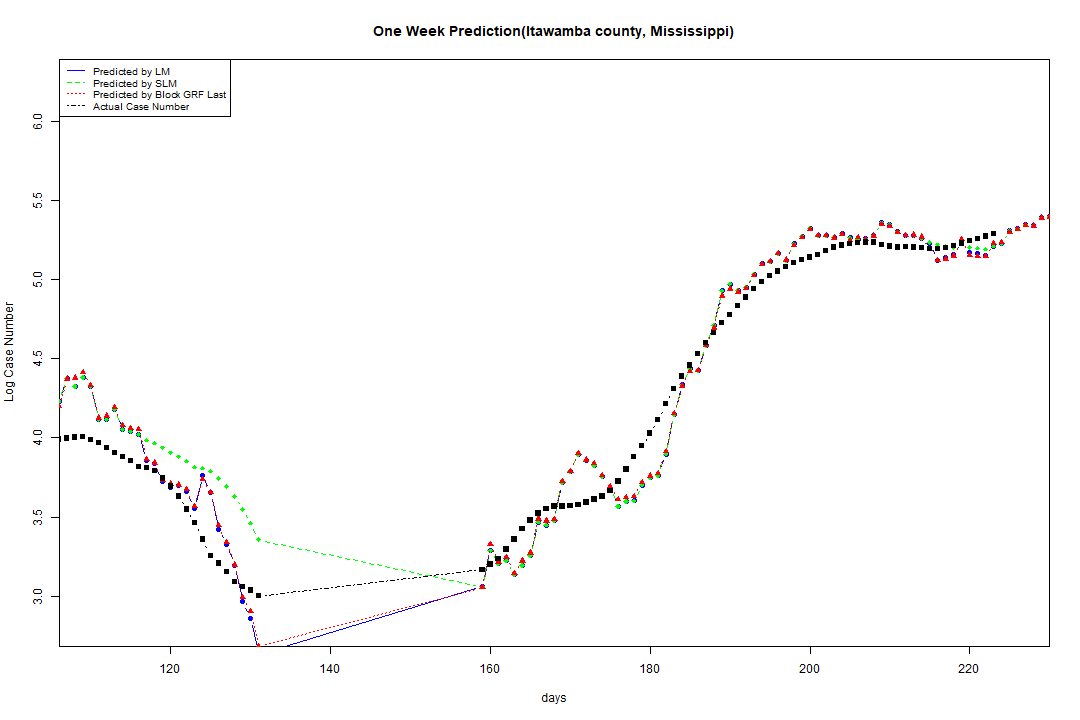 One Week Prediction(Itawamba county, Mississippi)
Predicted by LM
Predicted by SLM
Predicted by Block GRF Last
Actual Case Number
6.0
5.5
5.0
4.5
4.0
3.5
3.0
Log Case Number
120 140 160 180 200 220
days